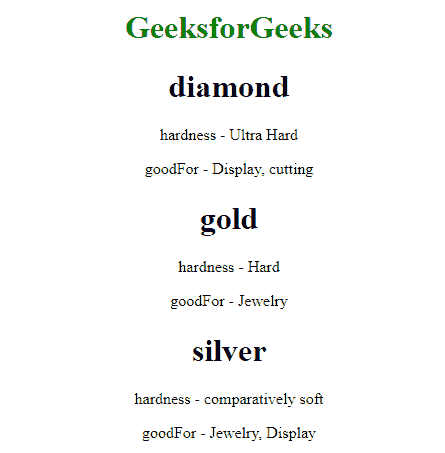 GeeksforGeeks
diamond
hardness - Ultra Hard
goodFor - Display, cutting
gold
hardness - Hard
goodFor - Jewelry
silver
hardness - comparatively soft
goodFor - Jewelry, Display